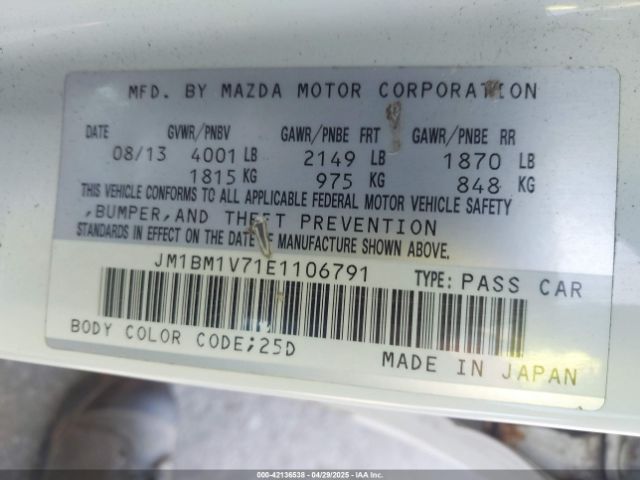 MFD. BY MAZDA MOTOR CORPORATION
DATE GVWR/PNBV GAWR/PNBE FRT GAWR/PNBE RR
08/13 4001 LB 2149 LB 1870 LB
1815 KG 975 KG 848 KG
THIS VEHICLE CONFORMS TO ALL APPLICABLE FEDERAL MOTOR VEHICLE SAFETY
,BUMPER,AND THEFT PREVENTION
STANDARDS IN EFFECT ON THE DATE OF MANUFACTURE SHOWN ABOVE.
JM1BM1V71E1106791 TYPE: PASS CAR
BODY COLOR CODE;25D MADE IN JAPAN
000-42136538 - 04/29/2025 - IAAI - IAA Inc.